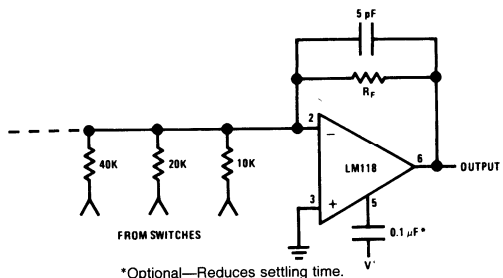 5 pF
R_F
2
−
LM118
6
OUTPUT
40K
20K
10K
3
+
5
0.1 μF*
FROM SWITCHES
V+
*Optional—Reduces settling time.